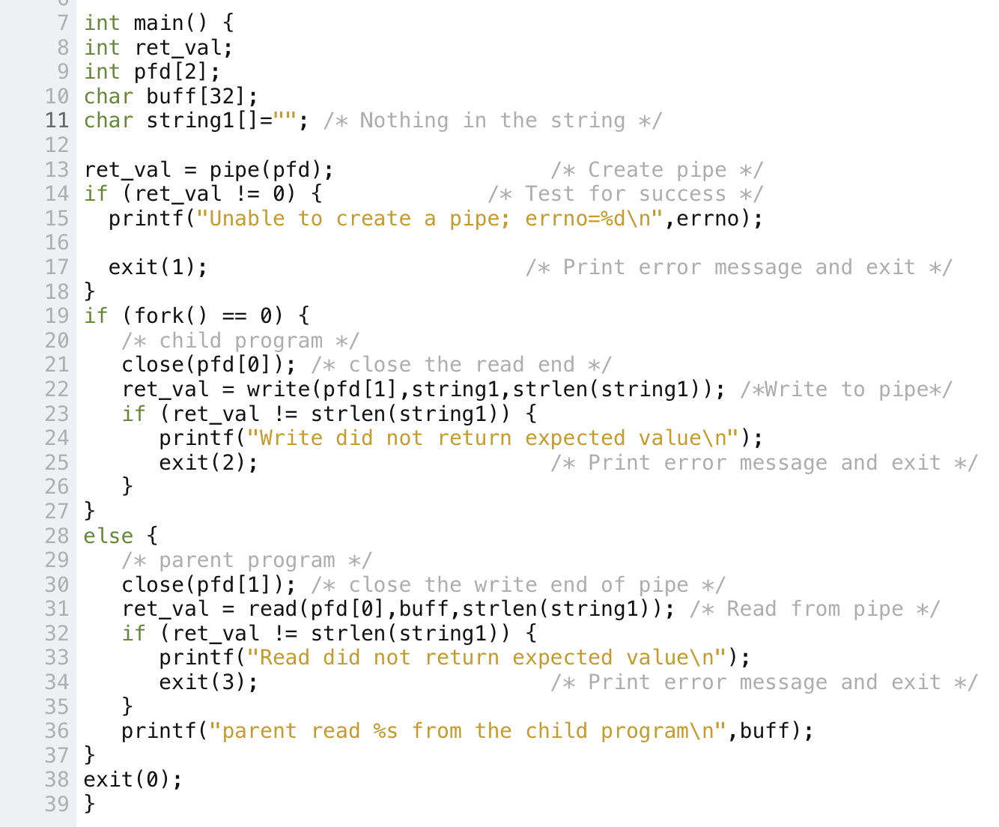 7 int main() {
8 int ret_val;
9 int pfd[2];
10 char buff[32];
11 char string1[]=""; /* Nothing in the string */
12
13 ret_val = pipe(pfd);                 /* Create pipe */
14 if (ret_val != 0) {             /* Test for success */
15   printf("Unable to create a pipe; errno=%d\n",errno);
16
17   exit(1);                         /* Print error message and exit */
18 }
19 if (fork() == 0) {
20    /* child program */
21    close(pfd[0]); /* close the read end */
22    ret_val = write(pfd[1],string1,strlen(string1)); /*Write to pipe*/
23    if (ret_val != strlen(string1)) {
24       printf("Write did not return expected value\n");
25       exit(2);                       /* Print error message and exit */
26    }
27 }
28 else {
29    /* parent program */
30    close(pfd[1]); /* close the write end of pipe */
31    ret_val = read(pfd[0],buff,strlen(string1)); /* Read from pipe */
32    if (ret_val != strlen(string1)) {
33       printf("Read did not return expected value\n");
34       exit(3);                       /* Print error message and exit */
35    }
36    printf("parent read %s from the child program\n",buff);
37 }
38 exit(0);
39 }